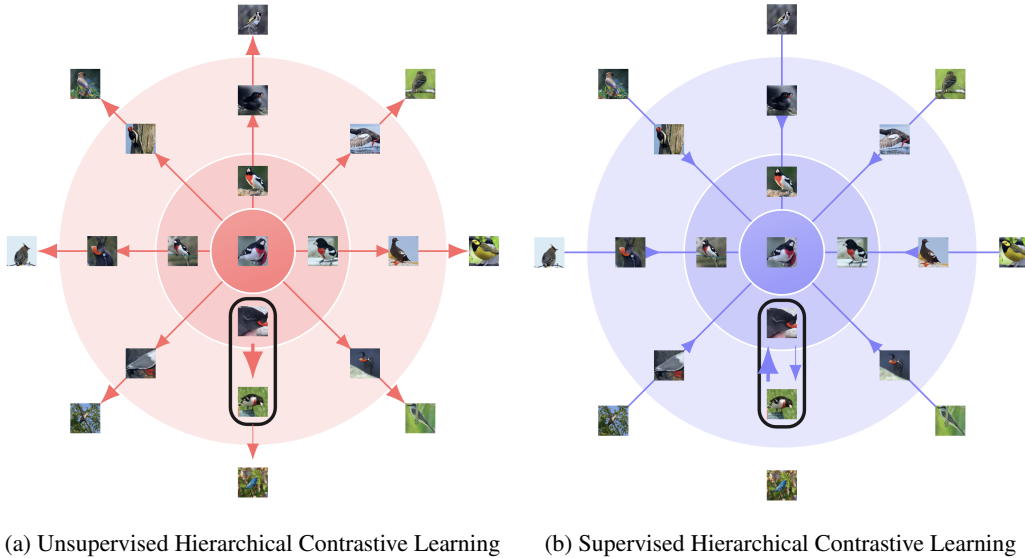 (a) Unsupervised Hierarchical Contrastive Learning
(b) Supervised Hierarchical Contrastive Learning